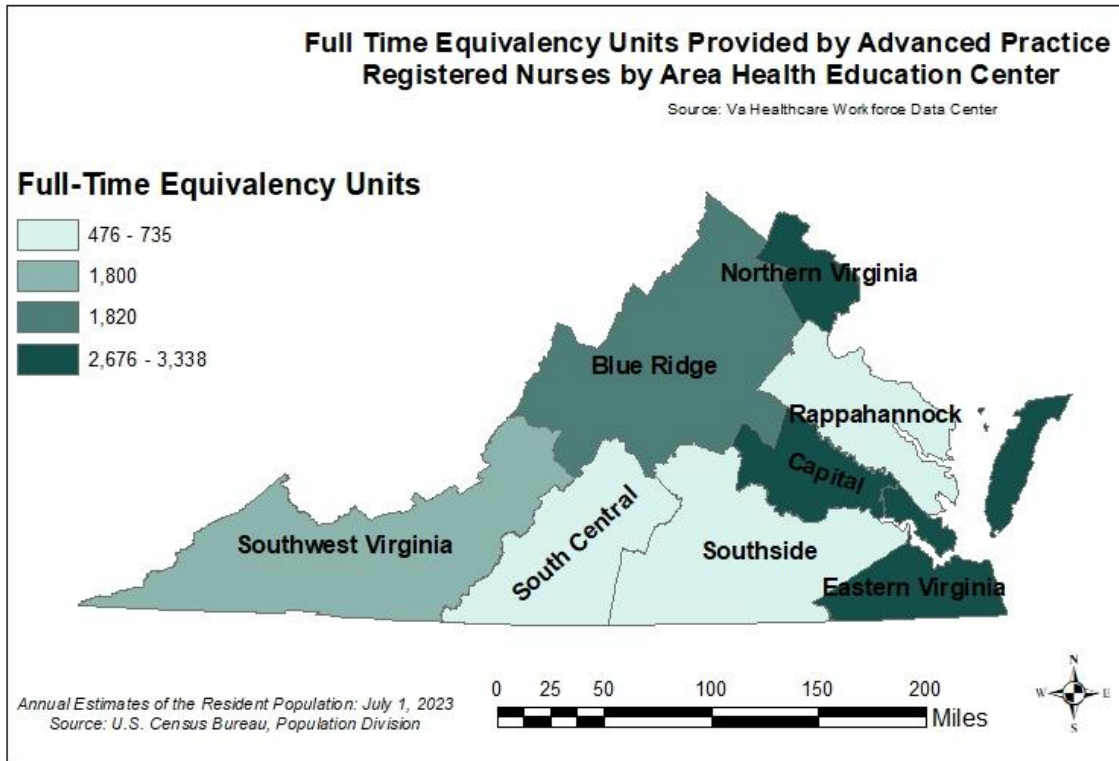 Full Time Equivalency Units Provided by Advanced Practice
Registered Nurses by Area Health Education Center
Source: Va Healthcare Workforce Data Center
Full-Time Equivalency Units
476 - 735
1,800
1,820
2,676 - 3,338
Northern Virginia
Blue Ridge
Rappahannock
Capital
Southwest Virginia
South Central
Southside
Eastern Virginia
Annual Estimates of the Resident Population: July 1, 2023
Source: U.S. Census Bureau, Population Division
0 25 50 100 150 200
Miles
N
W E
S